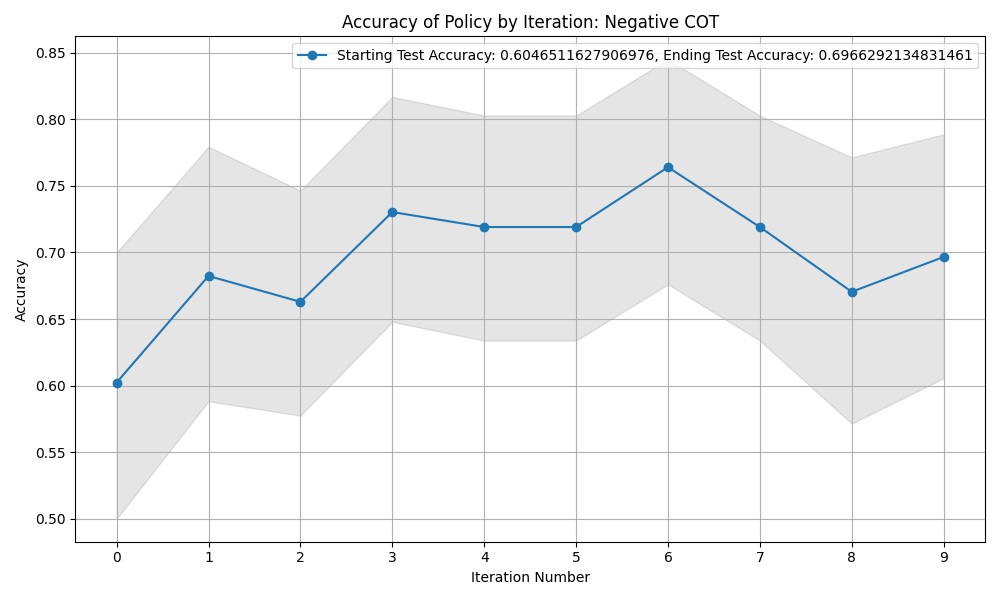 Accuracy of Policy by Iteration: Negative COT
Starting Test Accuracy: 0.6046511627906976, Ending Test Accuracy: 0.6966292134831461
0.85
0.80
0.75
0.70
0.65
0.60
0.55
0.50
Accuracy
0 1 2 3 4 5 6 7 8 9
Iteration Number